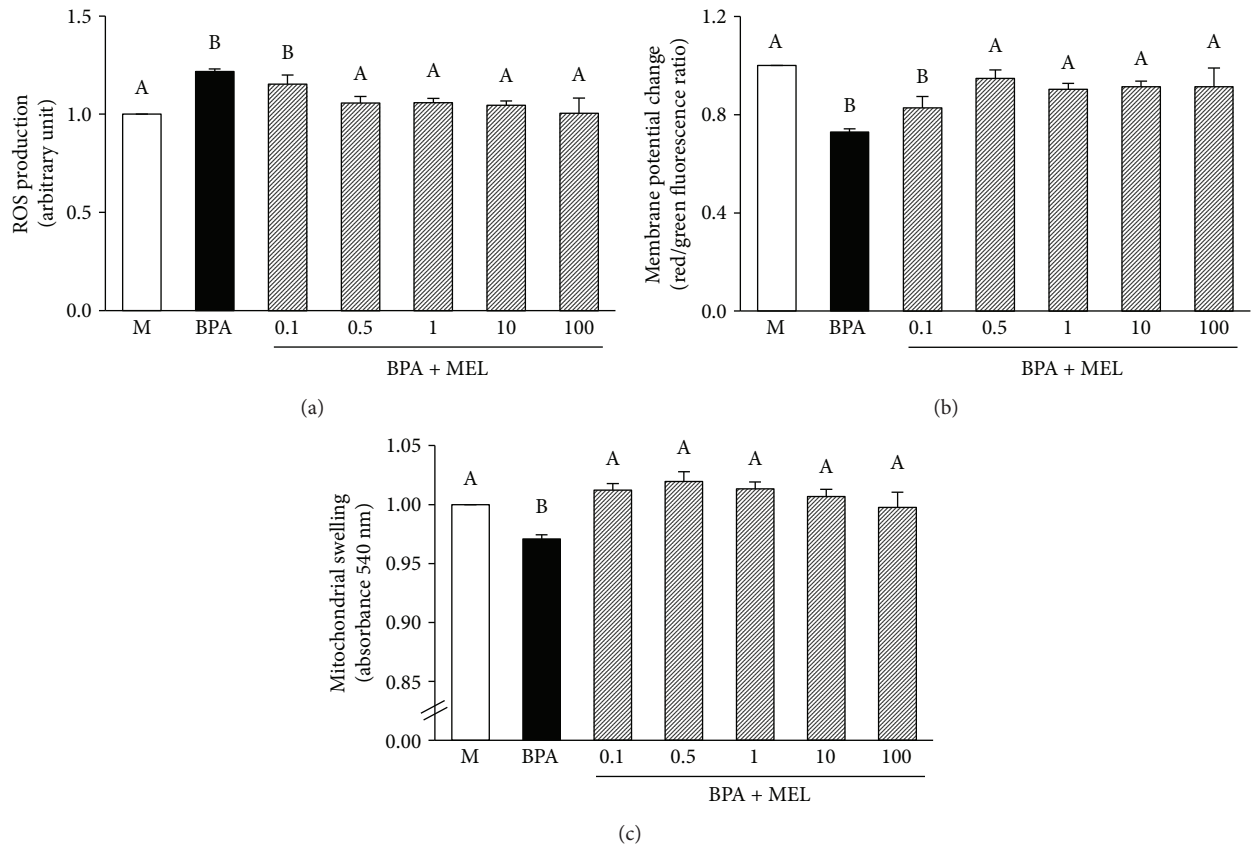 ROS production
(arbitrary unit)
1.5
1.0
0.5
0.0
A
B
B
A
A
A
A
M
BPA
0.1
0.5
1
10
100
BPA + MEL
(a)
Membrane potential change
(red/green fluorescence ratio)
1.2
0.8
0.4
0.0
A
B
B
A
A
A
A
M
BPA
0.1
0.5
1
10
100
BPA + MEL
(b)
Mitochondrial swelling
(absorbance 540 nm)
1.05
1.00
0.95
0.90
0.85
0.00
A
B
A
A
A
A
A
M
BPA
0.1
0.5
1
10
100
BPA + MEL
(c)